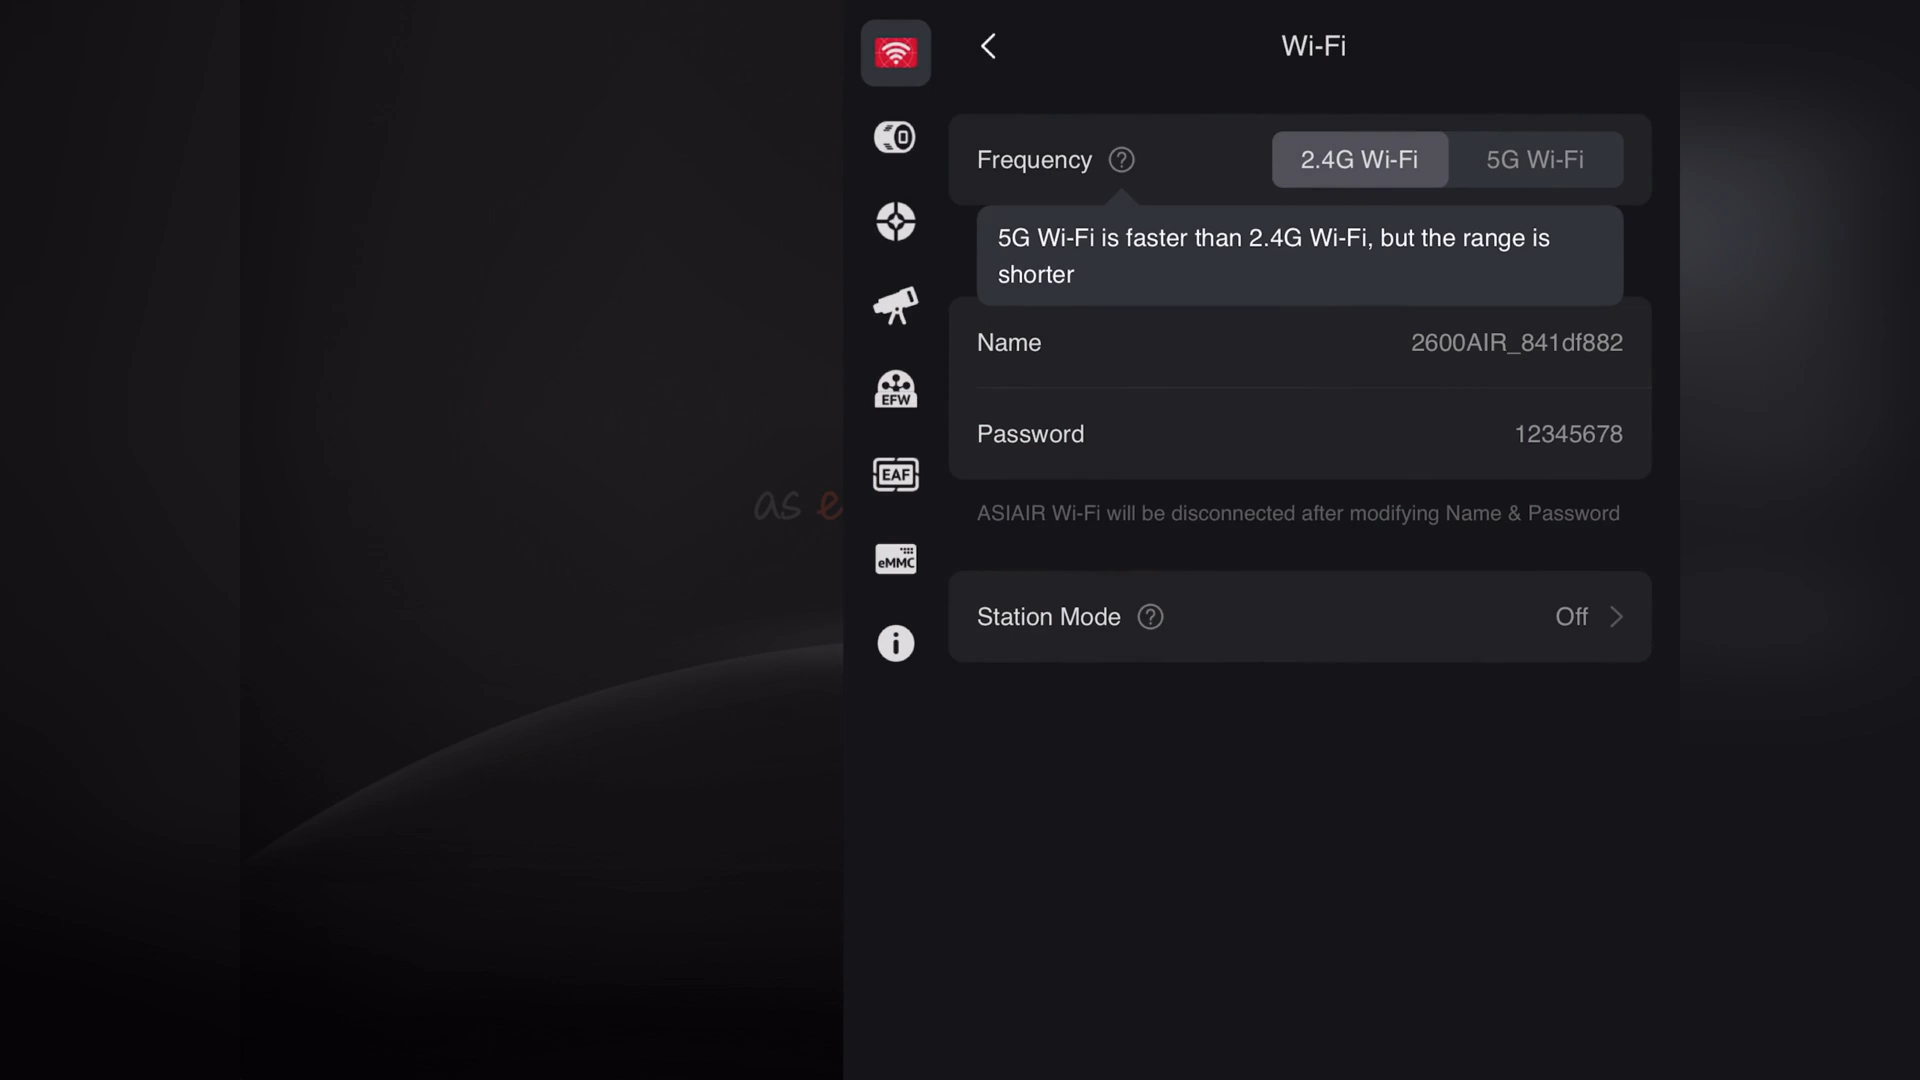 Wi-Fi
Frequency
2.4G Wi-Fi
5G Wi-Fi
5G Wi-Fi is faster than 2.4G Wi-Fi, but the range is
shorter
Name
2600AIR_841df882
Password
12345678
ASIAIR Wi-Fi will be disconnected after modifying Name & Password
Station Mode
Off
EFW
EAF
eMMC
as e